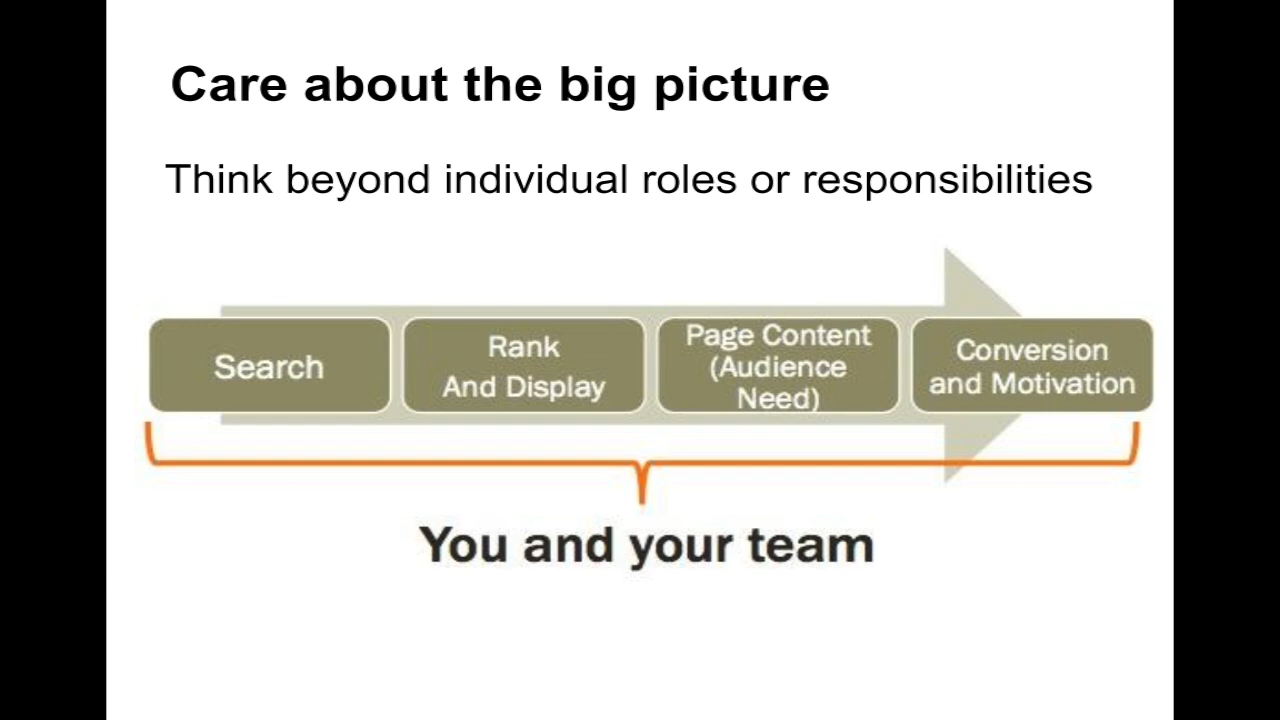 Care about the big picture
Think beyond individual roles or responsibilities
Search
Rank
And Display
Page Content
(Audience
Need)
Conversion
and Motivation
You and your team